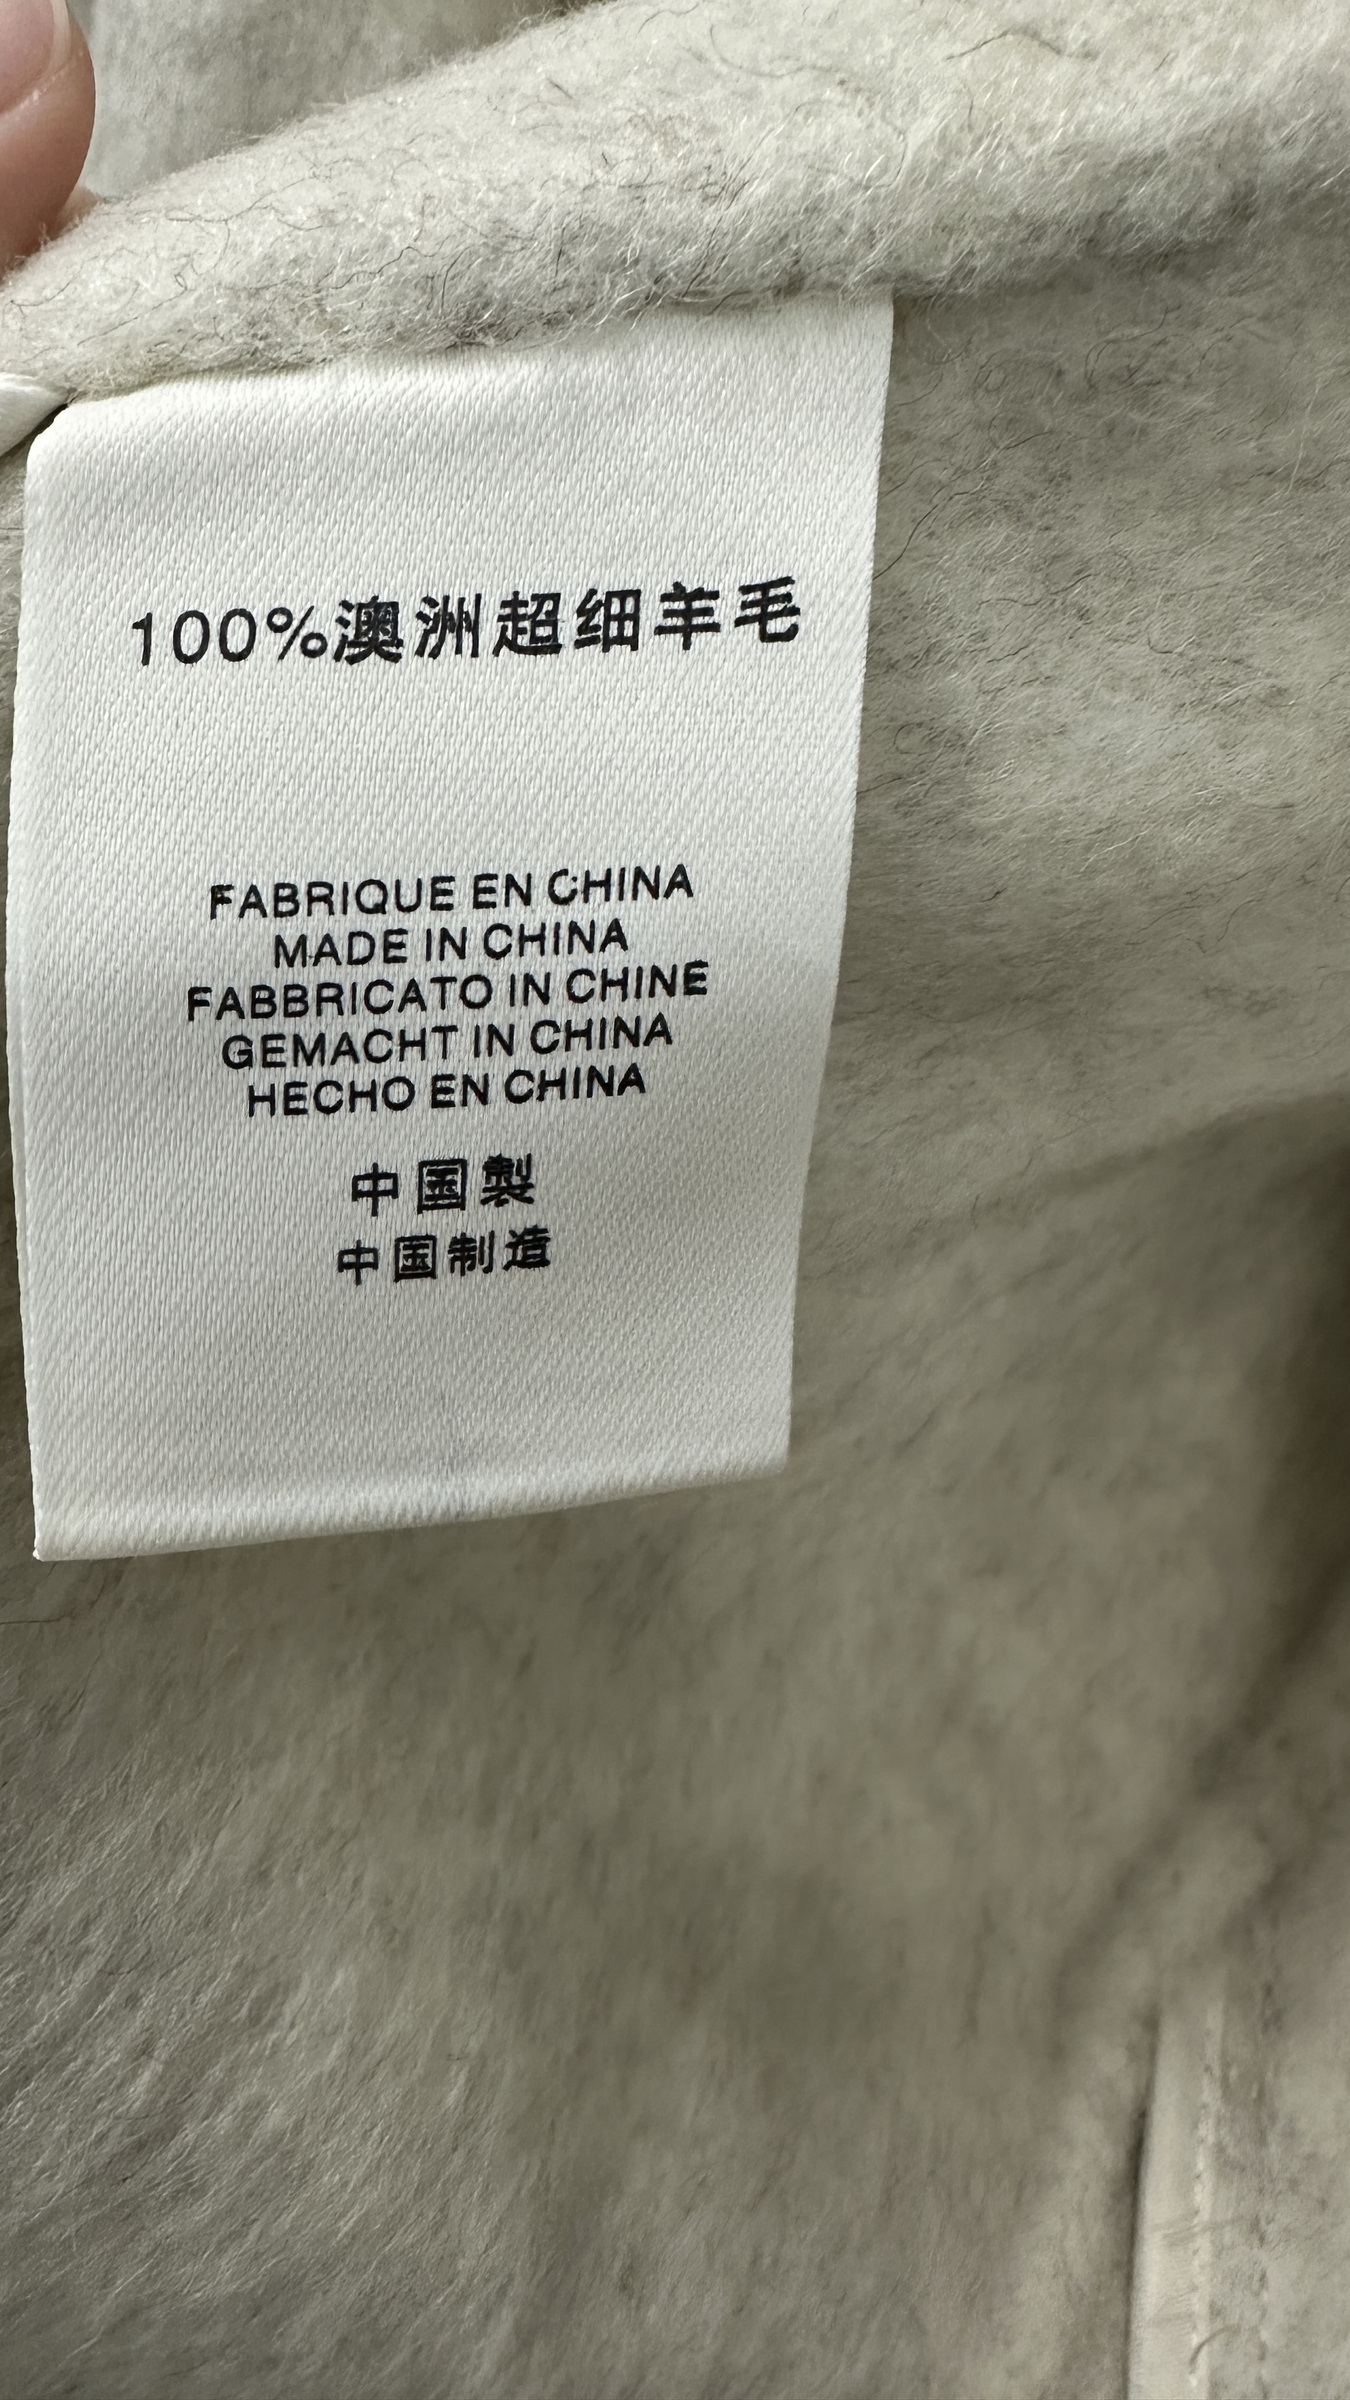 100%澳洲超细羊毛
FABRIQUE EN CHINA
MADE IN CHINA
FABBRICATO IN CHINE
GEMACHT IN CHINA
HECHO EN CHINA
中国製
中国制造